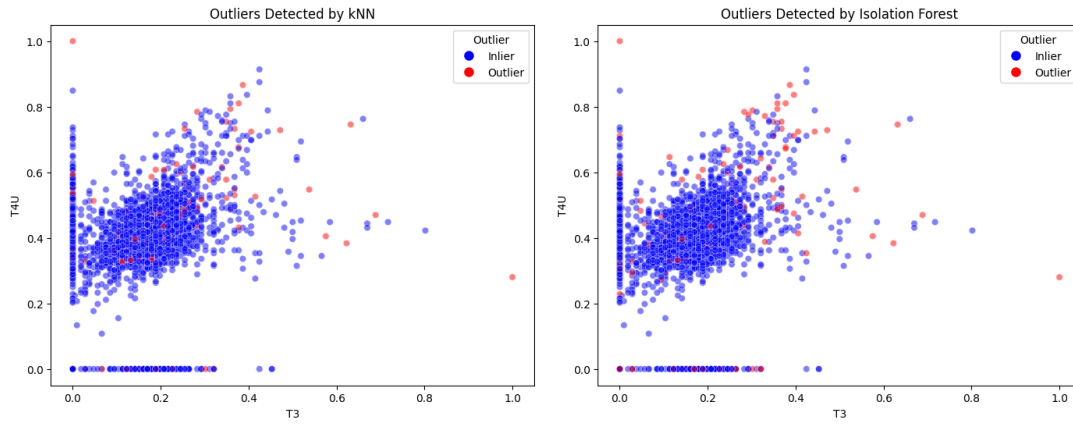 Outliers Detected by kNN
Outlier
Inlier
Outlier
T4U
1.0
0.8
0.6
0.4
0.2
0.0
0.0 0.2 0.4 0.6 0.8 1.0
T3
Outliers Detected by Isolation Forest
Outlier
Inlier
Outlier
T4U
1.0
0.8
0.6
0.4
0.2
0.0
0.0 0.2 0.4 0.6 0.8 1.0
T3